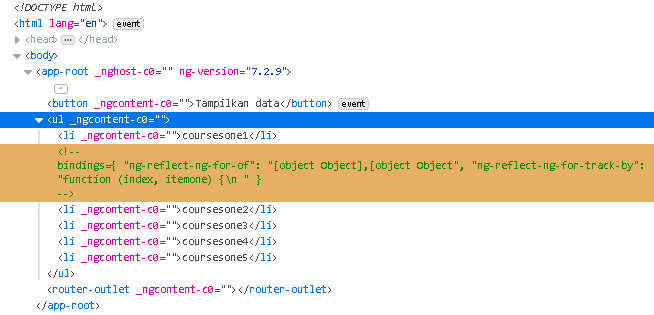 <!DOCTYPE html>
<html lang="en"> event
<head> ... </head>
<body>
<app-root _nghost-c0="" ng-version="7.2.9">
<button _ngcontent-c0="">Tampilkan data</button> event
<ul _ngcontent-c0="">
<li _ngcontent-c0="">coursesone1</li>
<!--
bindings={ "ng-reflect-ng-for-of": "[object Object],[object Object", "ng-reflect-ng-for-track-by":
"function (index, itemone) {\n " }
-->
<li _ngcontent-c0="">coursesone2</li>
<li _ngcontent-c0="">coursesone3</li>
<li _ngcontent-c0="">coursesone4</li>
<li _ngcontent-c0="">coursesone5</li>
</ul>
<router-outlet _ngcontent-c0=""></router-outlet>
</app-root>